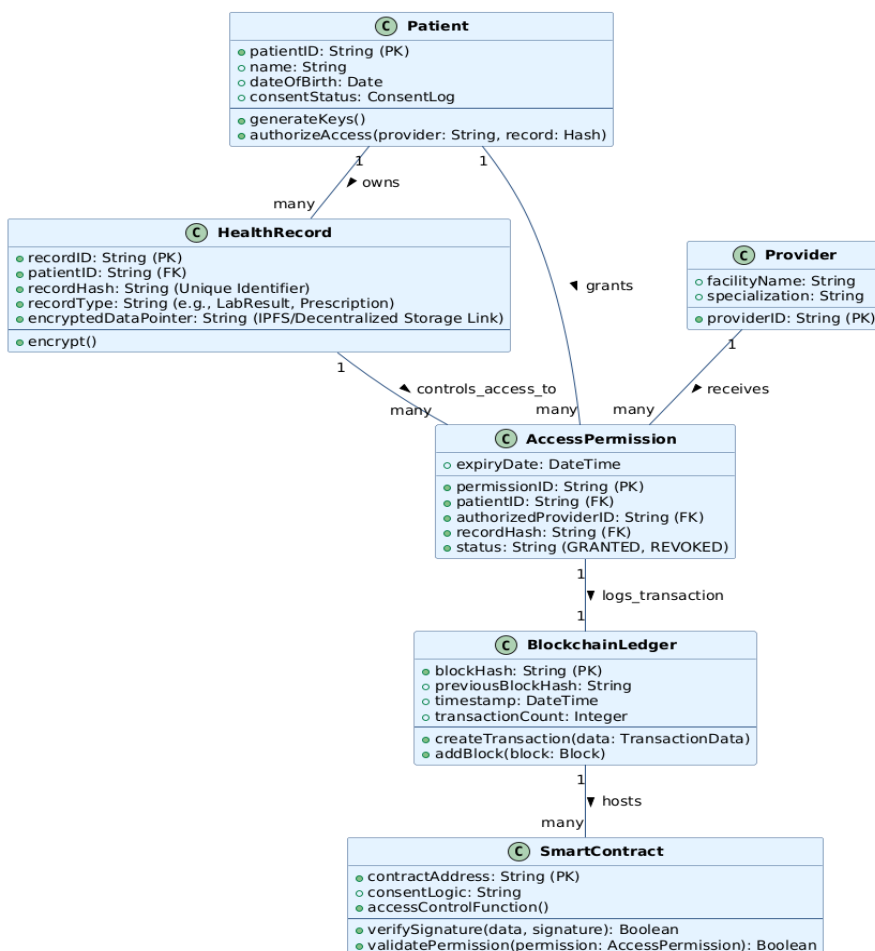 C Patient
patientID: String (PK)
name: String
dateOfBirth: Date
consentStatus: ConsentLog
generateKeys()
authorizeAccess(provider: String, record: Hash)
1
1
owns
many
C HealthRecord
recordID: String (PK)
patientID: String (FK)
recordHash: String (Unique Identifier)
recordType: String (e.g., LabResult, Prescription)
encryptedDataPointer: String (IPFS/Decentralized Storage Link)
encrypt()
grants
C Provider
facilityName: String
specialization: String
providerID: String (PK)
1
1
controls_access_to
receives
many
many
many
C AccessPermission
expiryDate: DateTime
permissionID: String (PK)
patientID: String (FK)
authorizedProviderID: String (FK)
recordHash: String (FK)
status: String (GRANTED, REVOKED)
1
logs_transaction
1
C BlockchainLedger
blockHash: String (PK)
previousBlockHash: String
timestamp: DateTime
transactionCount: Integer
createTransaction(data: TransactionData)
addBlock(block: Block)
1
hosts
many
C SmartContract
contractAddress: String (PK)
consentLogic: String
accessControlFunction()
verifySignature(data, signature): Boolean
validatePermission(permission: AccessPermission): Boolean